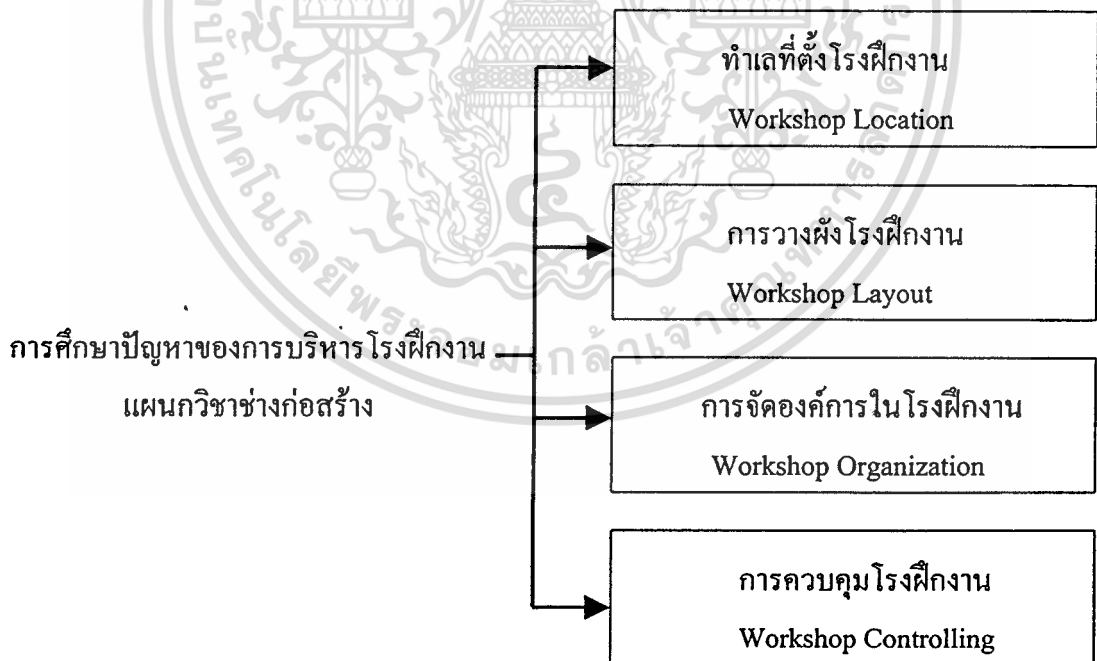 ทำเลที่ตั้งโรงฝึกงาน
Workshop Location
การวางผังโรงฝึกงาน
Workshop Layout
การศึกษาปัญหาของการบริหารโรงฝึกงาน
แผนกวิชาช่างก่อสร้าง
การจัดองค์การในโรงฝึกงาน
Workshop Organization
การควบคุมโรงฝึกงาน
Workshop Controlling